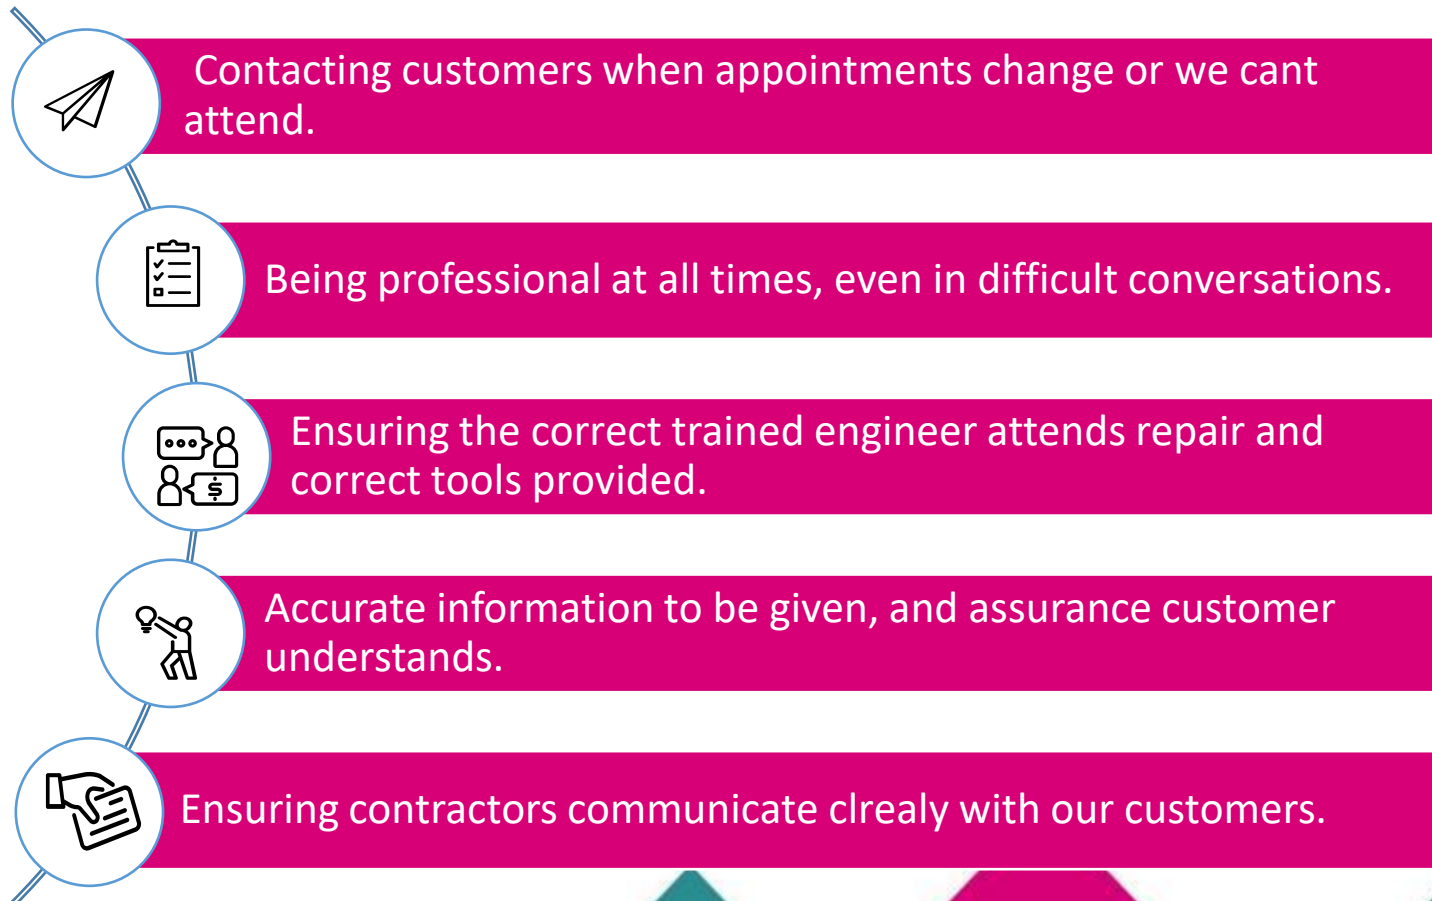 Contacting customers when appointments change or we cant
attend.
Being professional at all times, even in difficult conversations.
Ensuring the correct trained engineer attends repair and
correct tools provided.
Accurate information to be given, and assurance customer
understands.
Ensuring contractors communicate clrealy with our customers.
$